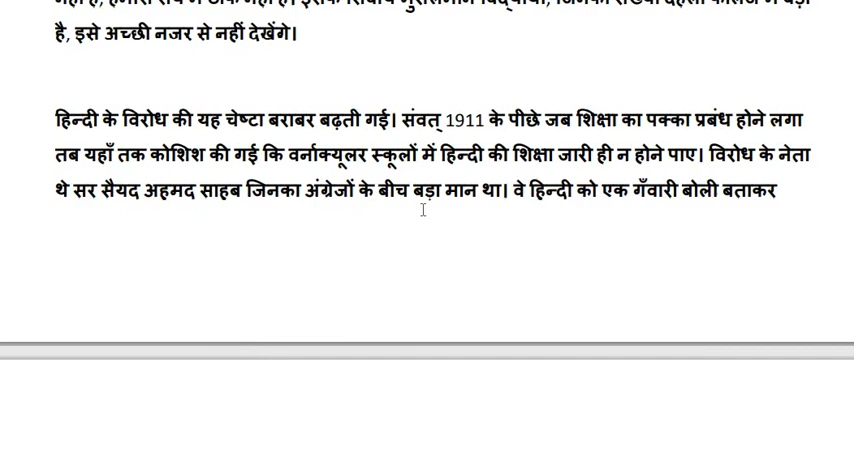 है, इसे अच्छी नजर से नहीं देखेंगे।
हिन्दी के विरोध की यह चेष्टा बराबर बढ़ती गई। संवत् 1911 के पीछे जब शिक्षा का पक्का प्रबंध होने लगा
तब यहाँ तक कोशिश की गई कि वर्नाक्यूलर स्कूलों में हिन्दी की शिक्षा जारी ही न होने पाए। विरोध के नेता
थे सर सैयद अहमद साहब जिनका अंग्रेजों के बीच बड़ा मान था। वे हिन्दी को एक गँवारी बोली बताकर